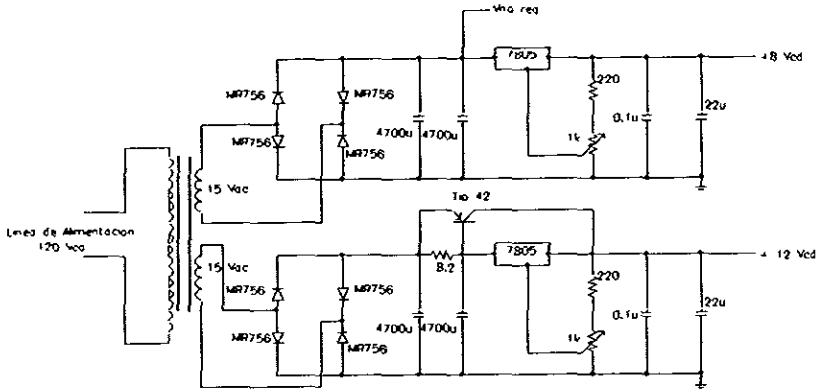 Vno reg
7805
+8 Vcd
MR756
MR756
220
MR756
MR756
4700u
4700u
0.1u
22u
1k
15 Vac
Tip 42
Linea de Alimentacion
120 Vca
15 Vac
7805
+ 12 Vcd
8.2
220
MR756
MR756
4700u
4700u
0.1u
22u
MR756
MR756
1k